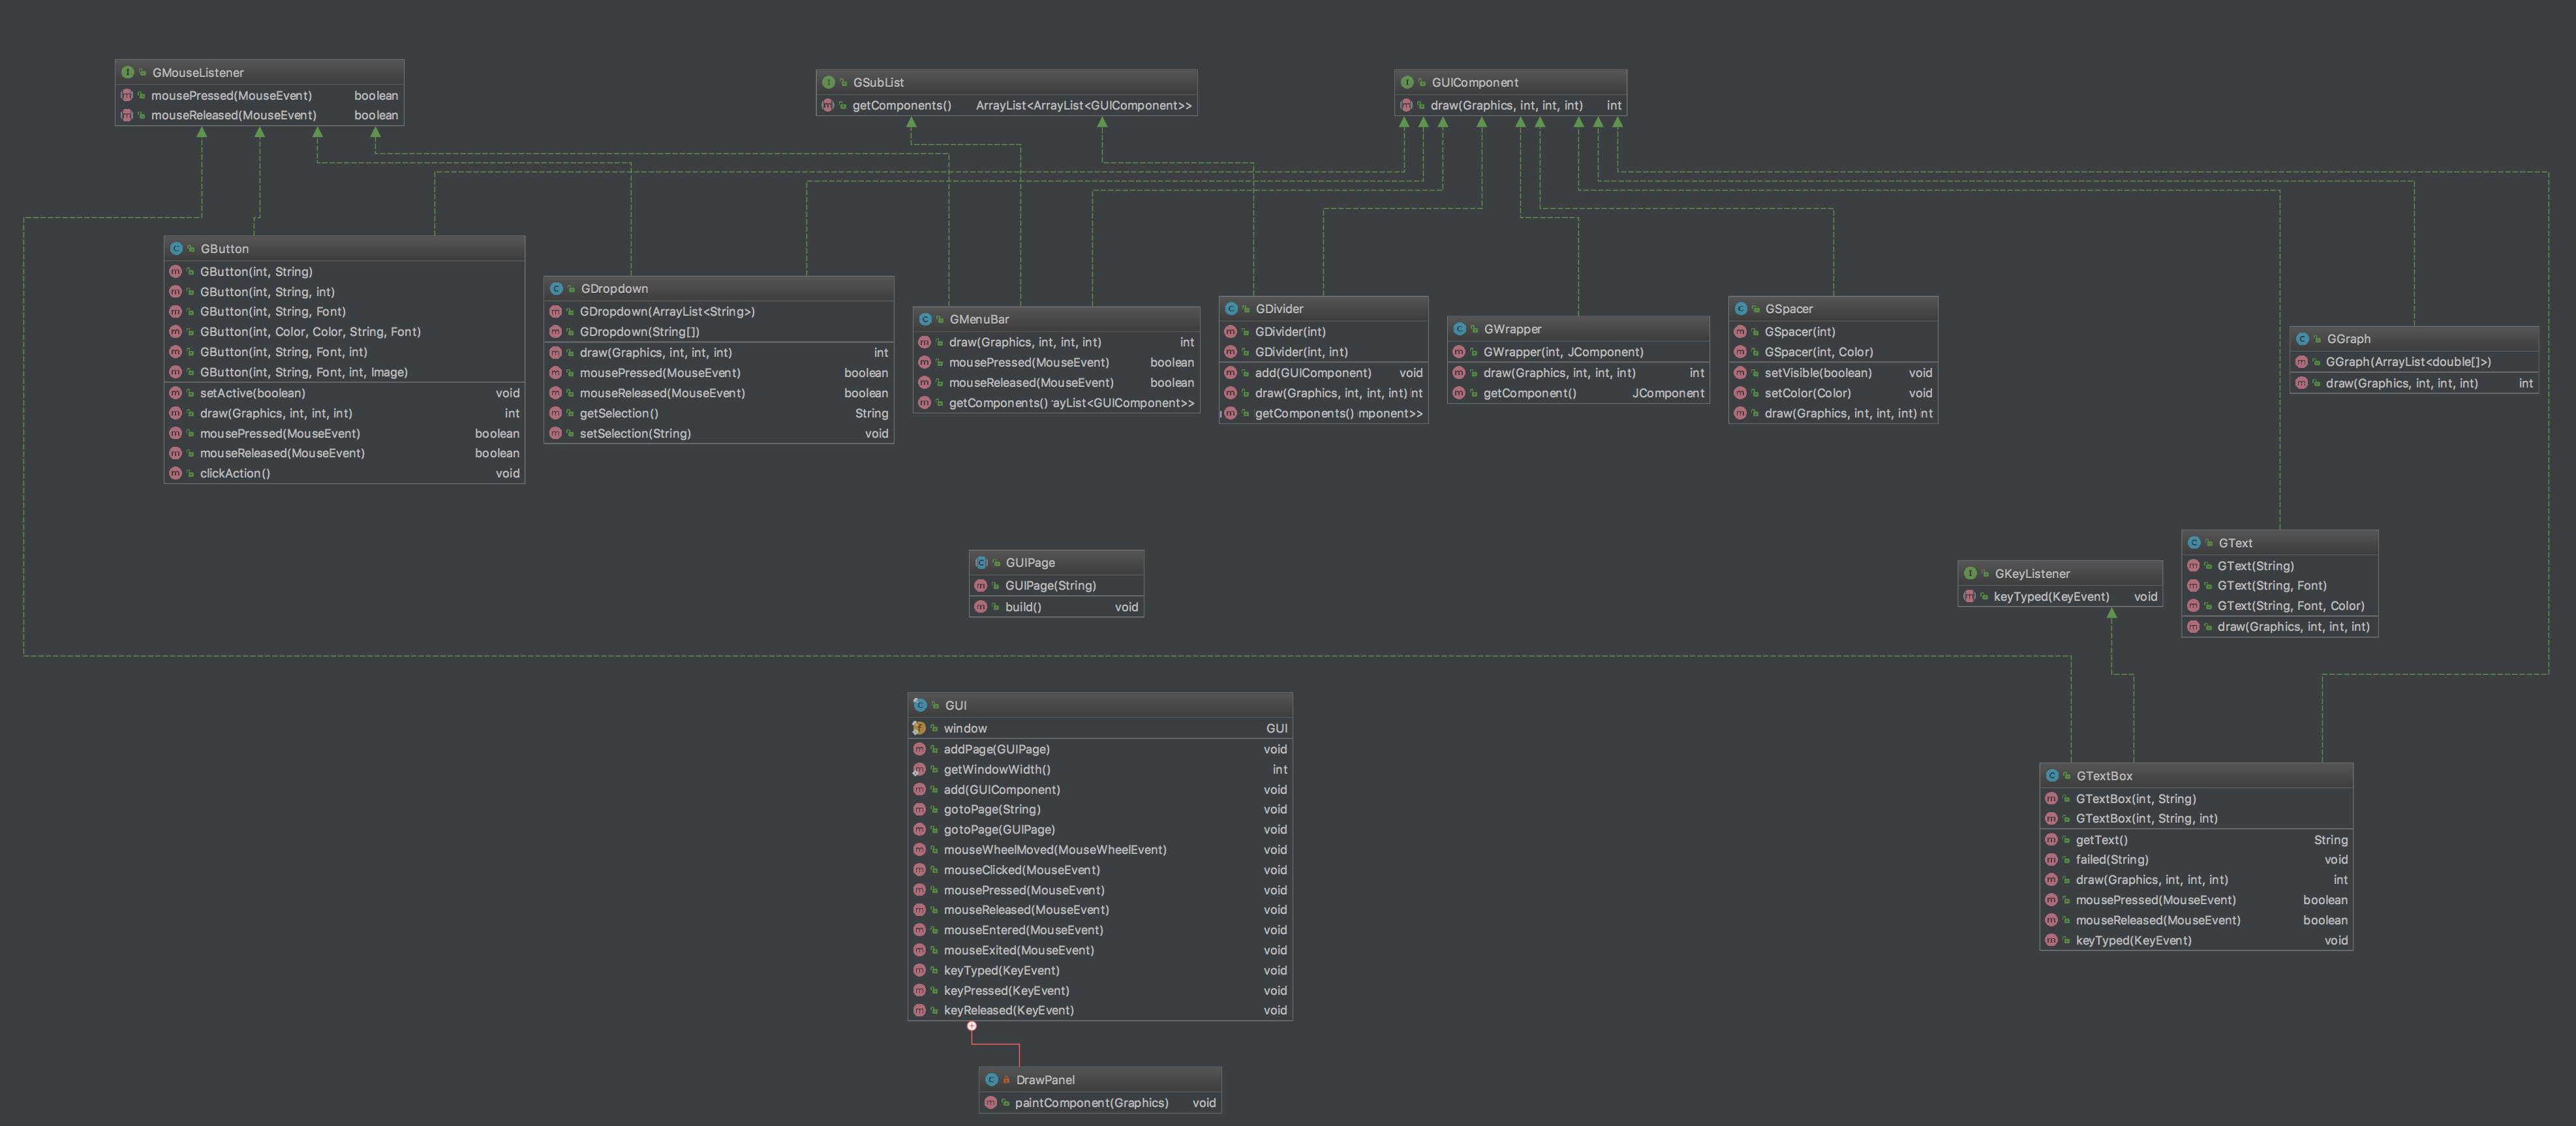 GMouseListener
mousePressed(MouseEvent) boolean
mouseReleased(MouseEvent) boolean
GSubList
getComponents() ArrayList<ArrayList<GUIComponent>>
GUIComponent
draw(Graphics, int, int, int) int
GButton
GButton(int, String)
GButton(int, String, int)
GButton(int, String, Font)
GButton(int, Color, Color, String, Font)
GButton(int, String, Font, int)
GButton(int, String, Font, int, Image)
setActive(boolean) void
draw(Graphics, int, int, int) int
mousePressed(MouseEvent) boolean
mouseReleased(MouseEvent) boolean
clickAction() void
GDropdown
GDropdown(ArrayList<String>)
GDropdown(String[])
draw(Graphics, int, int, int) int
mousePressed(MouseEvent) boolean
mouseReleased(MouseEvent) boolean
getSelection() String
setSelection(String) void
GMenuBar
draw(Graphics, int, int, int) int
mousePressed(MouseEvent) boolean
mouseReleased(MouseEvent) boolean
getComponents() ayList<GUIComponent>>
GDivider
GDivider(int)
GDivider(int, int)
add(GUIComponent) void
draw(Graphics, int, int, int) nt
getComponents() mponent>>
GWrapper
GWrapper(int, JComponent)
draw(Graphics, int, int, int) int
getComponent() JComponent
GSpacer
GSpacer(int)
GSpacer(int, Color)
setVisible(boolean) void
setColor(Color) void
draw(Graphics, int, int, int) nt
GGraph
GGraph(ArrayList<double[]>)
draw(Graphics, int, int, int) int
GUIPage
GUIPage(String)
build() void
GKeyListener
keyTyped(KeyEvent) void
GText
GText(String)
GText(String, Font)
GText(String, Font, Color)
draw(Graphics, int, int, int)
GUI
window GUI
addPage(GUIPage) void
getWindowWidth() int
add(GUIComponent) void
gotoPage(String) void
gotoPage(GUIPage) void
mouseWheelMoved(MouseWheelEvent) void
mouseClicked(MouseEvent) void
mousePressed(MouseEvent) void
mouseReleased(MouseEvent) void
mouseEntered(MouseEvent) void
mouseExited(MouseEvent) void
keyTyped(KeyEvent) void
keyPressed(KeyEvent) void
keyReleased(KeyEvent) void
GTextBox
GTextBox(int, String)
GTextBox(int, String, int)
getText() String
failed(String) void
draw(Graphics, int, int, int) int
mousePressed(MouseEvent) boolean
mouseReleased(MouseEvent) boolean
keyTyped(KeyEvent) void
DrawPanel
paintComponent(Graphics) void